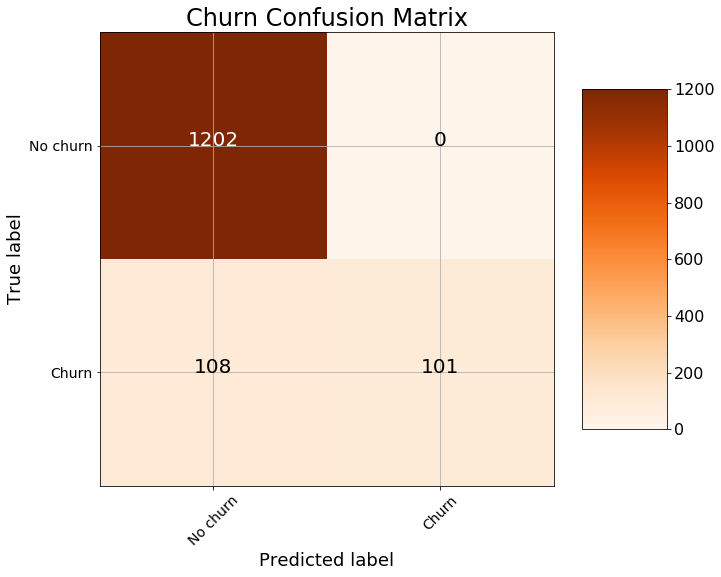 Churn Confusion Matrix
True label
No churn
Churn
1202
0
108
101
No churn
Churn
Predicted label
1200
1000
800
600
400
200
0